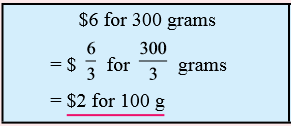 $6 for 300 grams
= $ 6/3 for 300/3 grams
= $2 for 100 g